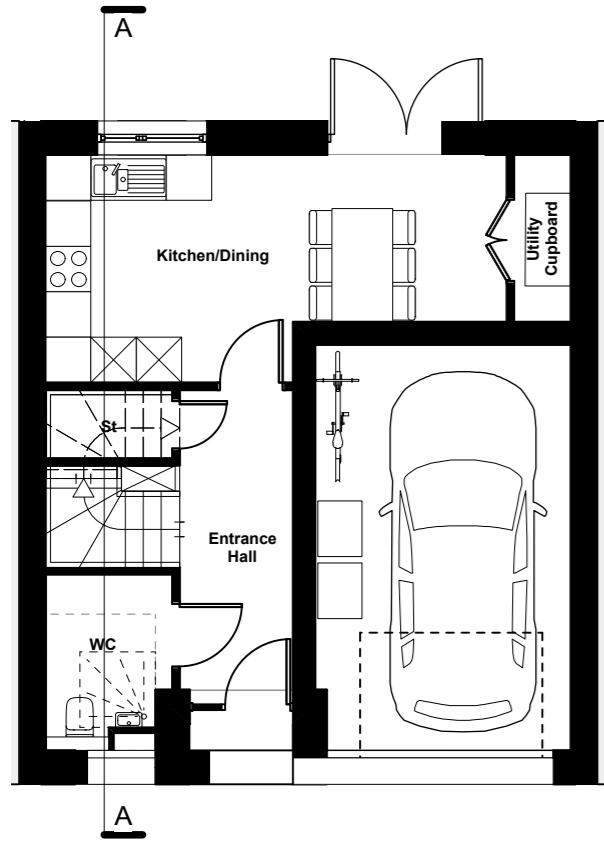 A
Kitchen/Dining
Utility
Cupboard
St
Entrance
Hall
WC
A